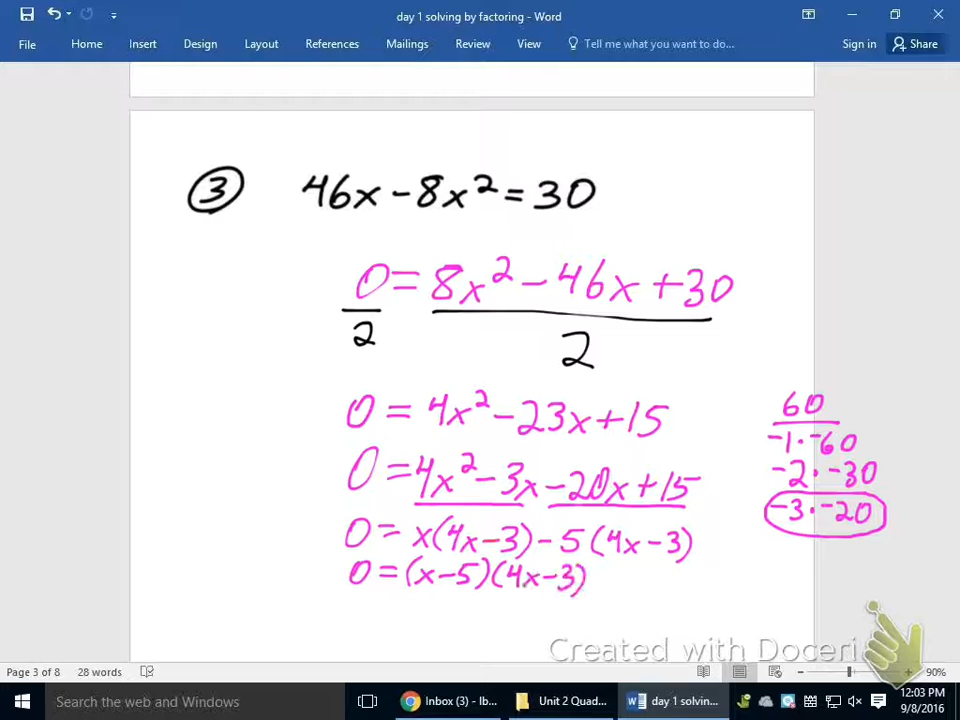 day 1 solving by factoring - Word
File Home Insert Design Layout References Mailings Review View Tell me what you want to do... Sign in Share
③ 46x - 8x² = 30
0 = 8x² - 46x + 30
2 2
0 = 4x² - 23x + 15
0 = 4x² - 3x - 20x + 15
0 = x(4x - 3) - 5(4x - 3)
0 = (x - 5)(4x - 3)
60
-1 · -60
-2 · -30
-3 · -20
Created with Doceri
Page 3 of 8 28 words 90%
Search the web and Windows Inbox (3) - Ib... Unit 2 Quad... day 1 solving... 12:03 PM
9/8/2016